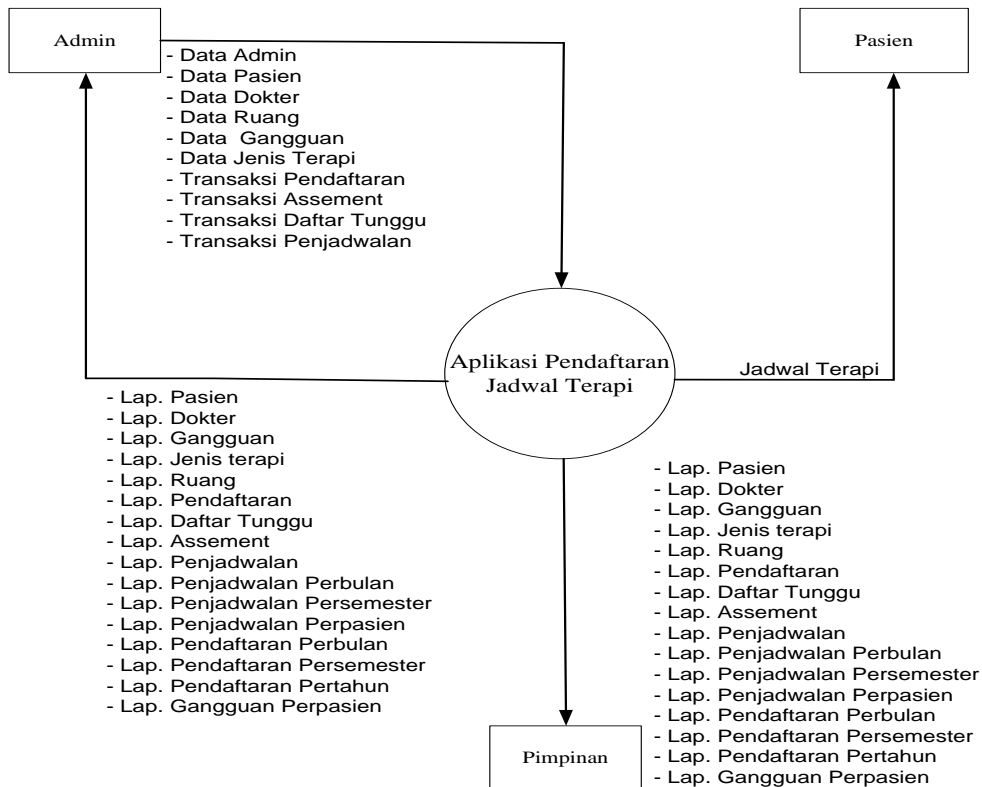 Admin
Pasien
- Data Admin
- Data Pasien
- Data Dokter
- Data Ruang
- Data  Gangguan
- Data Jenis Terapi
- Transaksi Pendaftaran
- Transaksi Assement
- Transaksi Daftar Tunggu
- Transaksi Penjadwalan
Aplikasi Pendaftaran
Jadwal Terapi
Jadwal Terapi
- Lap. Pasien
- Lap. Dokter
- Lap. Gangguan
- Lap. Jenis terapi
- Lap. Ruang
- Lap. Pendaftaran
- Lap. Daftar Tunggu
- Lap. Assement
- Lap. Penjadwalan
- Lap. Penjadwalan Perbulan
- Lap. Penjadwalan Persemester
- Lap. Penjadwalan Perpasien
- Lap. Pendaftaran Perbulan
- Lap. Pendaftaran Persemester
- Lap. Pendaftaran Pertahun
- Lap. Gangguan Perpasien
- Lap. Pasien
- Lap. Dokter
- Lap. Gangguan
- Lap. Jenis terapi
- Lap. Ruang
- Lap. Pendaftaran
- Lap. Daftar Tunggu
- Lap. Assement
- Lap. Penjadwalan
- Lap. Penjadwalan Perbulan
- Lap. Penjadwalan Persemester
- Lap. Penjadwalan Perpasien
- Lap. Pendaftaran Perbulan
- Lap. Pendaftaran Persemester
- Lap. Pendaftaran Pertahun
- Lap. Gangguan Perpasien
Pimpinan